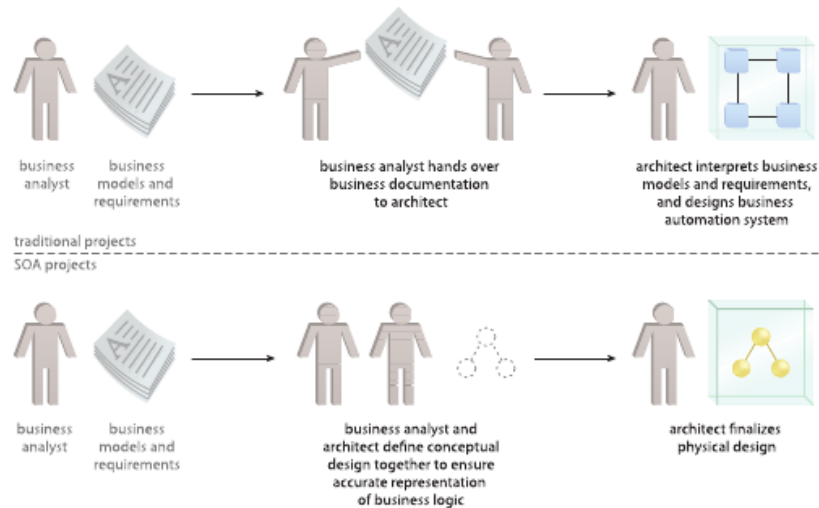 business
analyst
business
models and
requirements
business analyst hands over
business documentation
to architect
architect interprets business
models and requirements,
and designs business
automation system
traditional projects
SOA projects
business
analyst
business
models and
requirements
business analyst and
architect define conceptual
design together to ensure
accurate representation
of business logic
architect finalizes
physical design